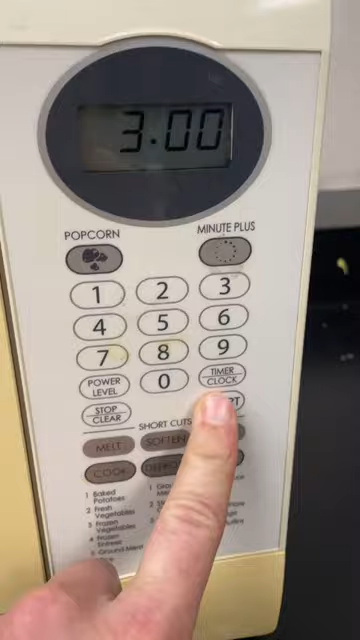 3:00
POPCORN
MINUTE PLUS
1 2 3
4 5 6
7 8 9
POWER LEVEL
0
TIMER CLOCK
STOP CLEAR
SHORT CUTS
MELT
SOFTEN
COOK
1 Baked
Potatoes
2 Fresh
Vegetables
3 Frozen
Vegetables
4 Frozen
Entrees
5 Ground Meat